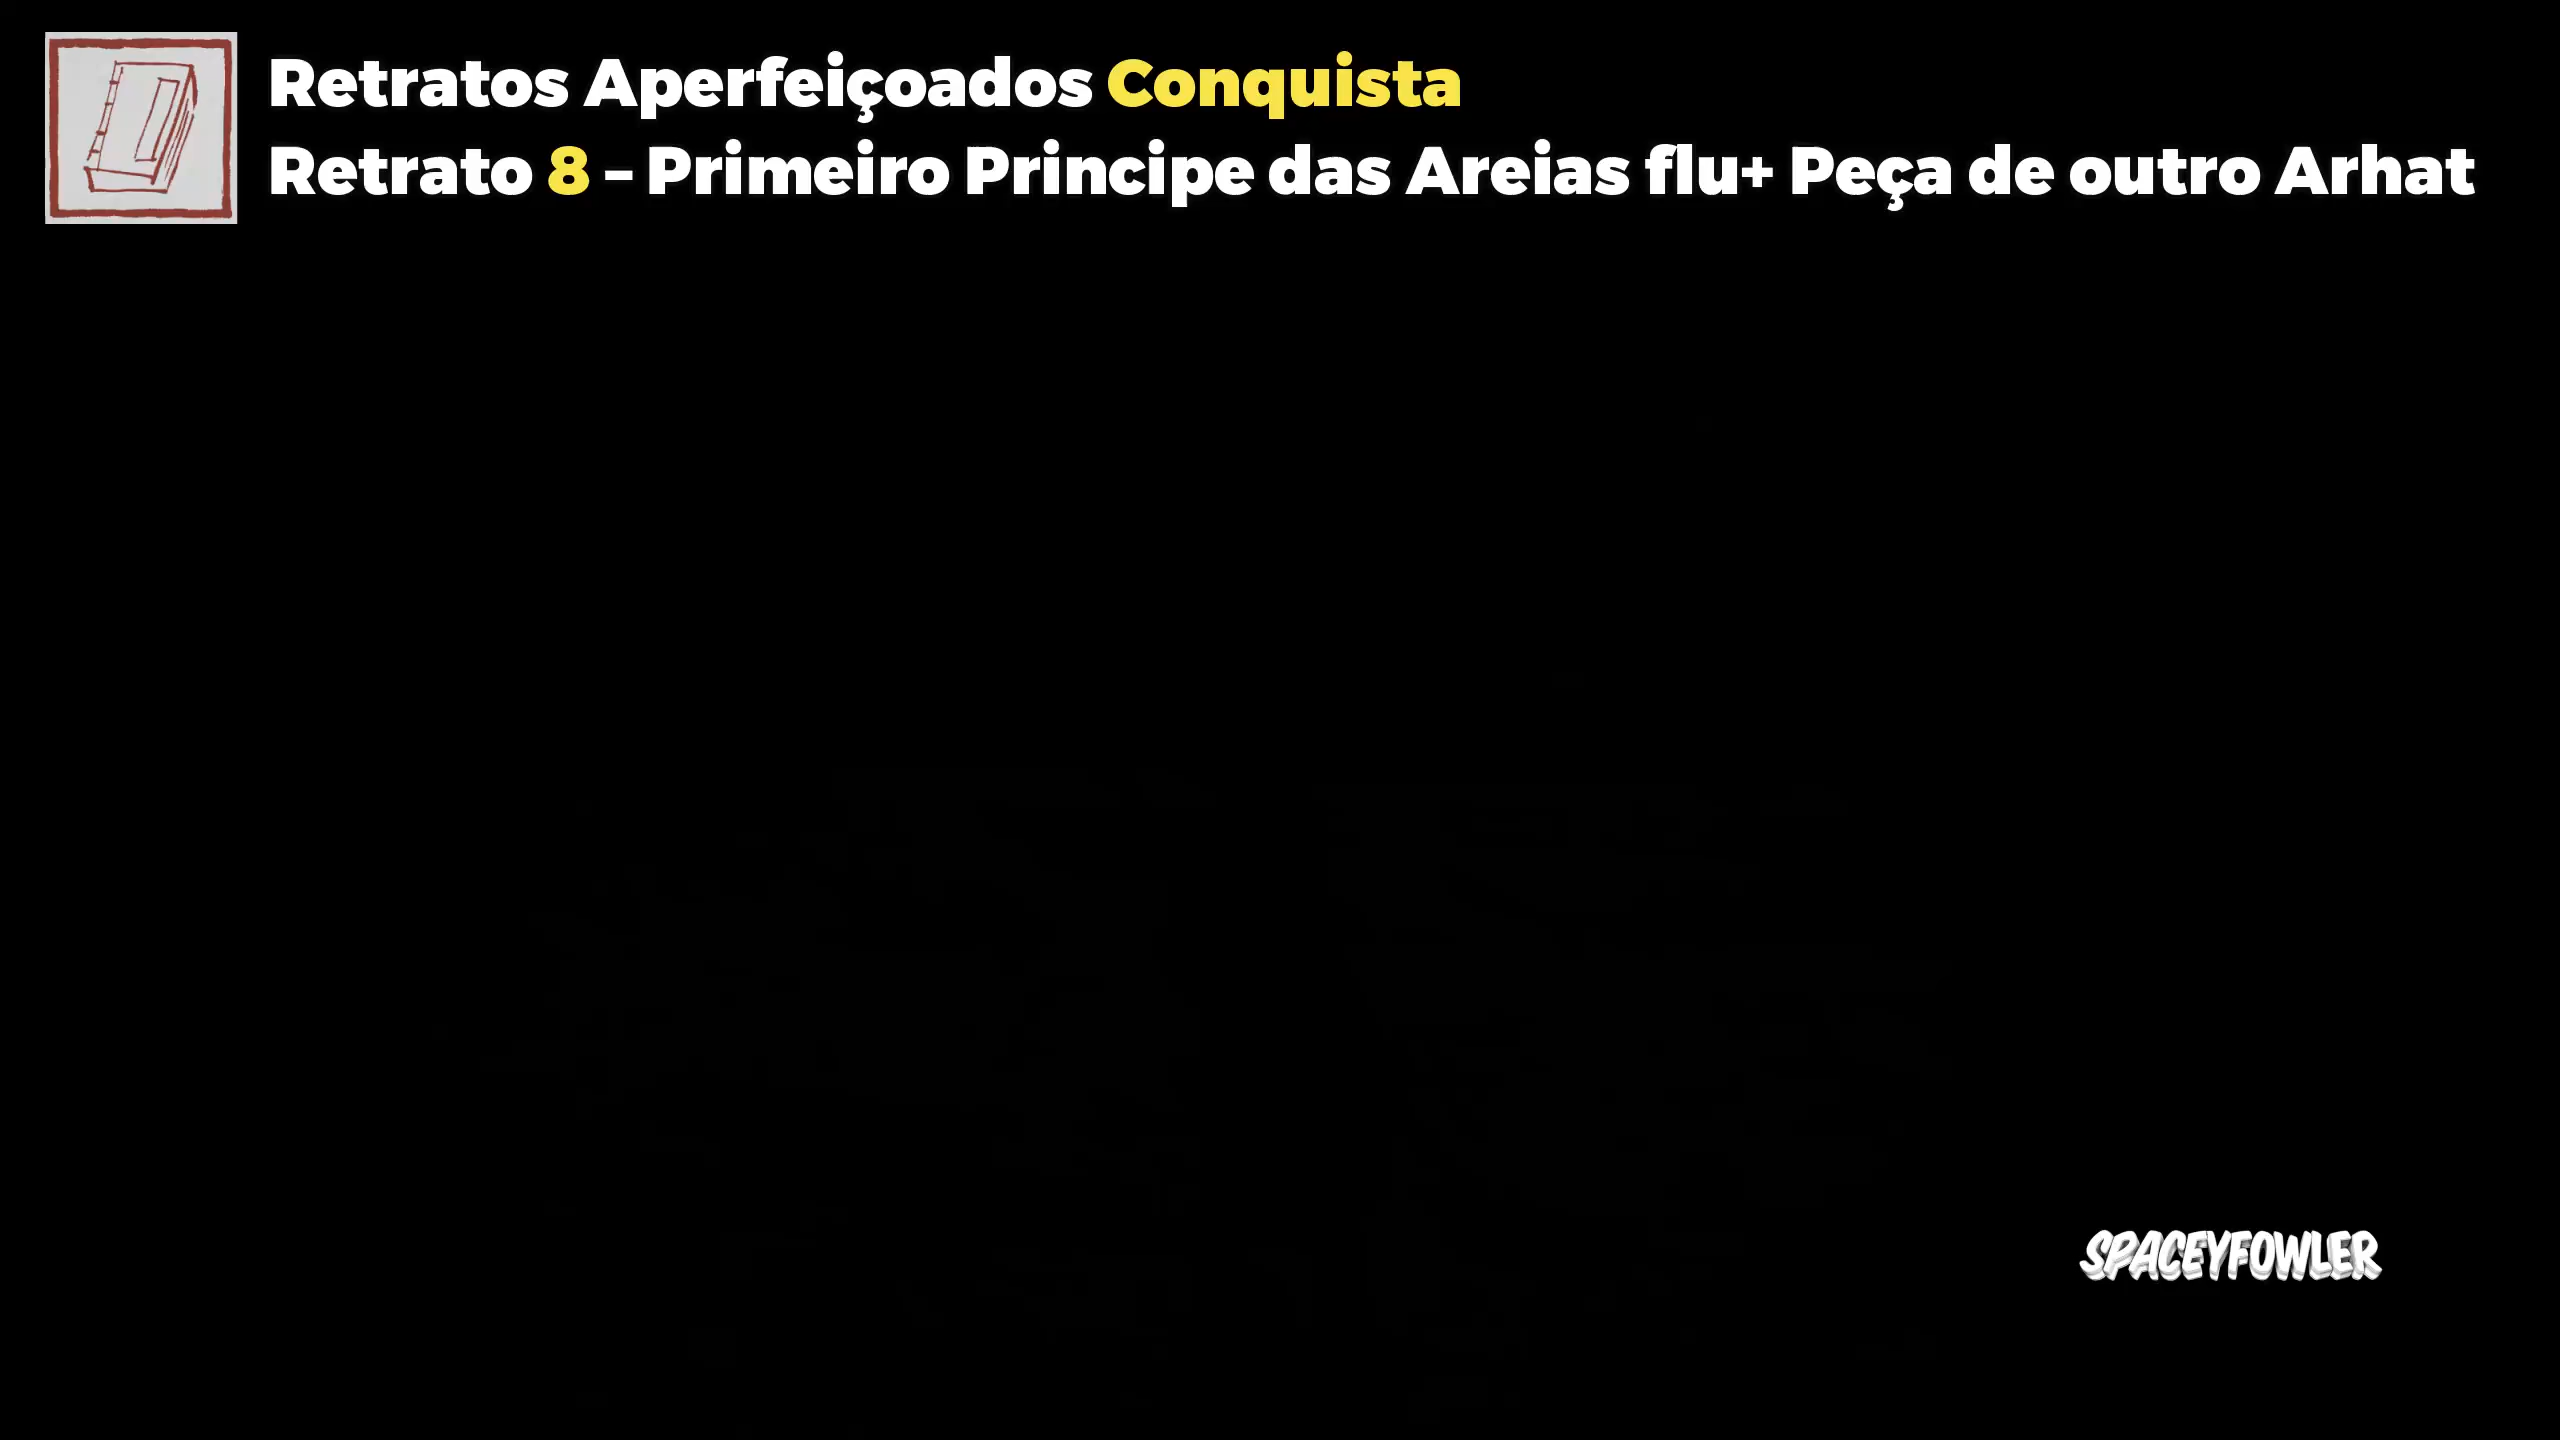 Retratos Aperfeiçoados Conquista
Retrato 8 - Primeiro Principe das Areias flu+ Peça de outro Arhat
SPACEYFOWLER